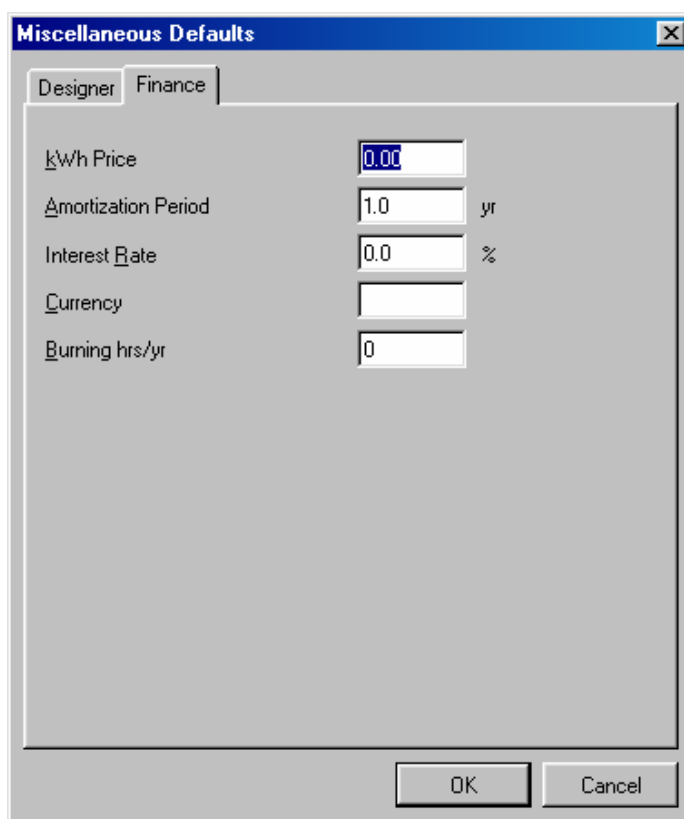 Miscellaneous Defaults
Designer Finance
kWh Price 0.00
Amortization Period 1.0 yr
Interest Rate 0.0 %
Currency
Burning hrs/yr 0
OK Cancel